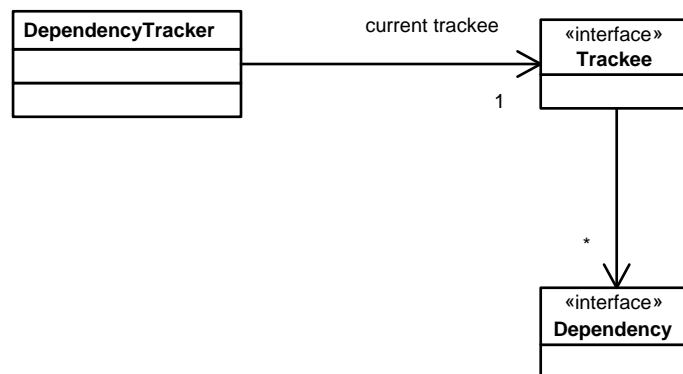 DependencyTracker
current trackee
1
«interface»
Trackee
*
«interface»
Dependency